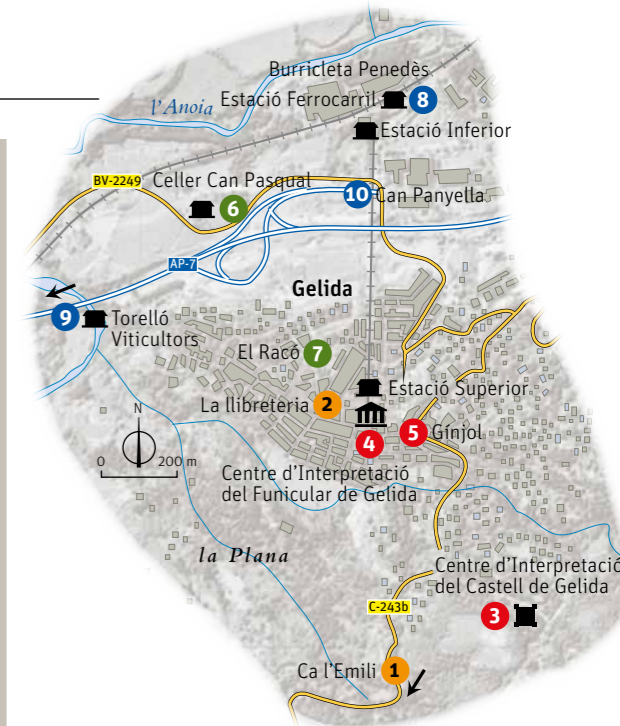 Burricleta Penedès
l'Anoia
Estació Ferrocarril 8
Estació Inferior
BV-2249
Celler Can Pasqual
6
10 Can Panyella
AP-7
Gelida
9 Torelló
Viticultors
El Racó 7
Estació Superior
La llibreteria 2
4
5 Ginjol
N
0 200 m
Centre d'Interpretació
del Funicular de Gelida
la Plana
Centre d'Interpretació
del Castell de Gelida
C-243b
3
Ca l'Emili 1